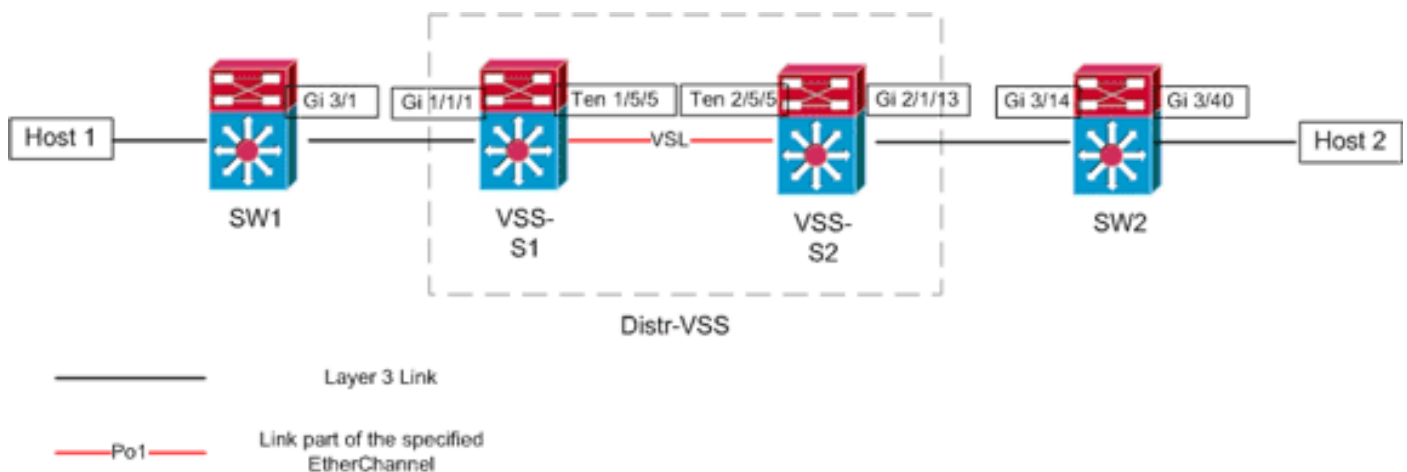 Gi 3/1
Gi 1/1/1
Ten 1/5/5
Ten 2/5/5
Gi 2/1/13
Gi 3/14
Gi 3/40
Host 1
VSL
Host 2
SW1
VSS-
S1
VSS-
S2
SW2
Distr-VSS
Layer 3 Link
Po1
Link part of the specified
EtherChannel